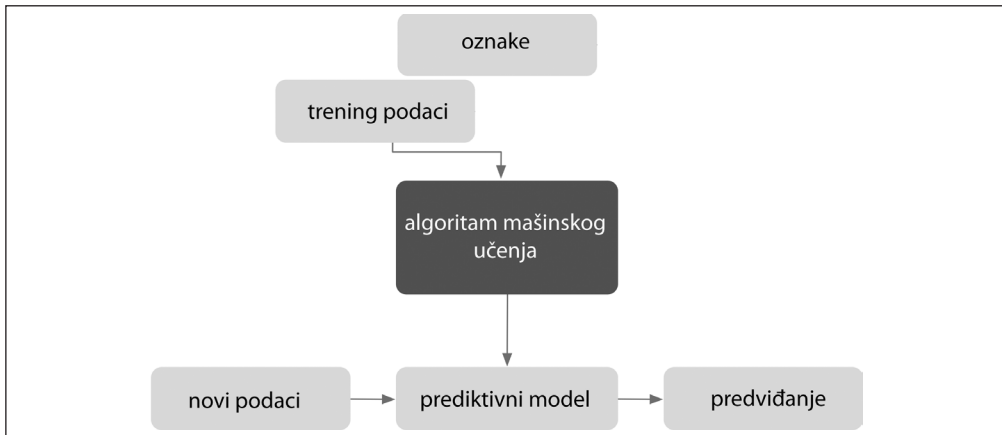 oznake
trening podaci
algoritam mašinskog
učenja
novi podaci
prediktivni model
predviđanje